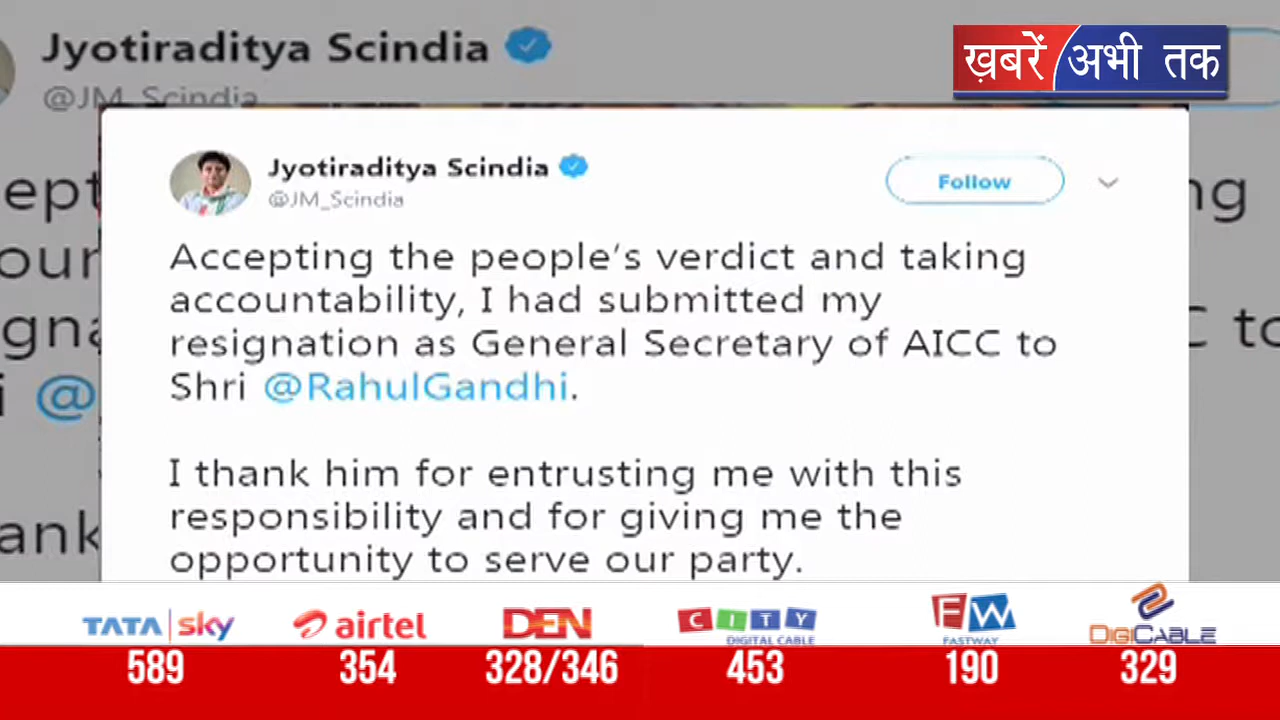 Jyotiraditya Scindia
@JM_Scindia
ख़बरें अभी तक
Jyotiraditya Scindia
@JM_Scindia
Follow
Accepting the people's verdict and taking
accountability, I had submitted my
resignation as General Secretary of AICC to
Shri @RahulGandhi.
I thank him for entrusting me with this
responsibility and for giving me the
opportunity to serve our party.
TATA sky
airtel
DEN
CITY
DIGITAL CABLE
FW
FASTWAY
DIGICABLE
589
354
328/346
453
190
329